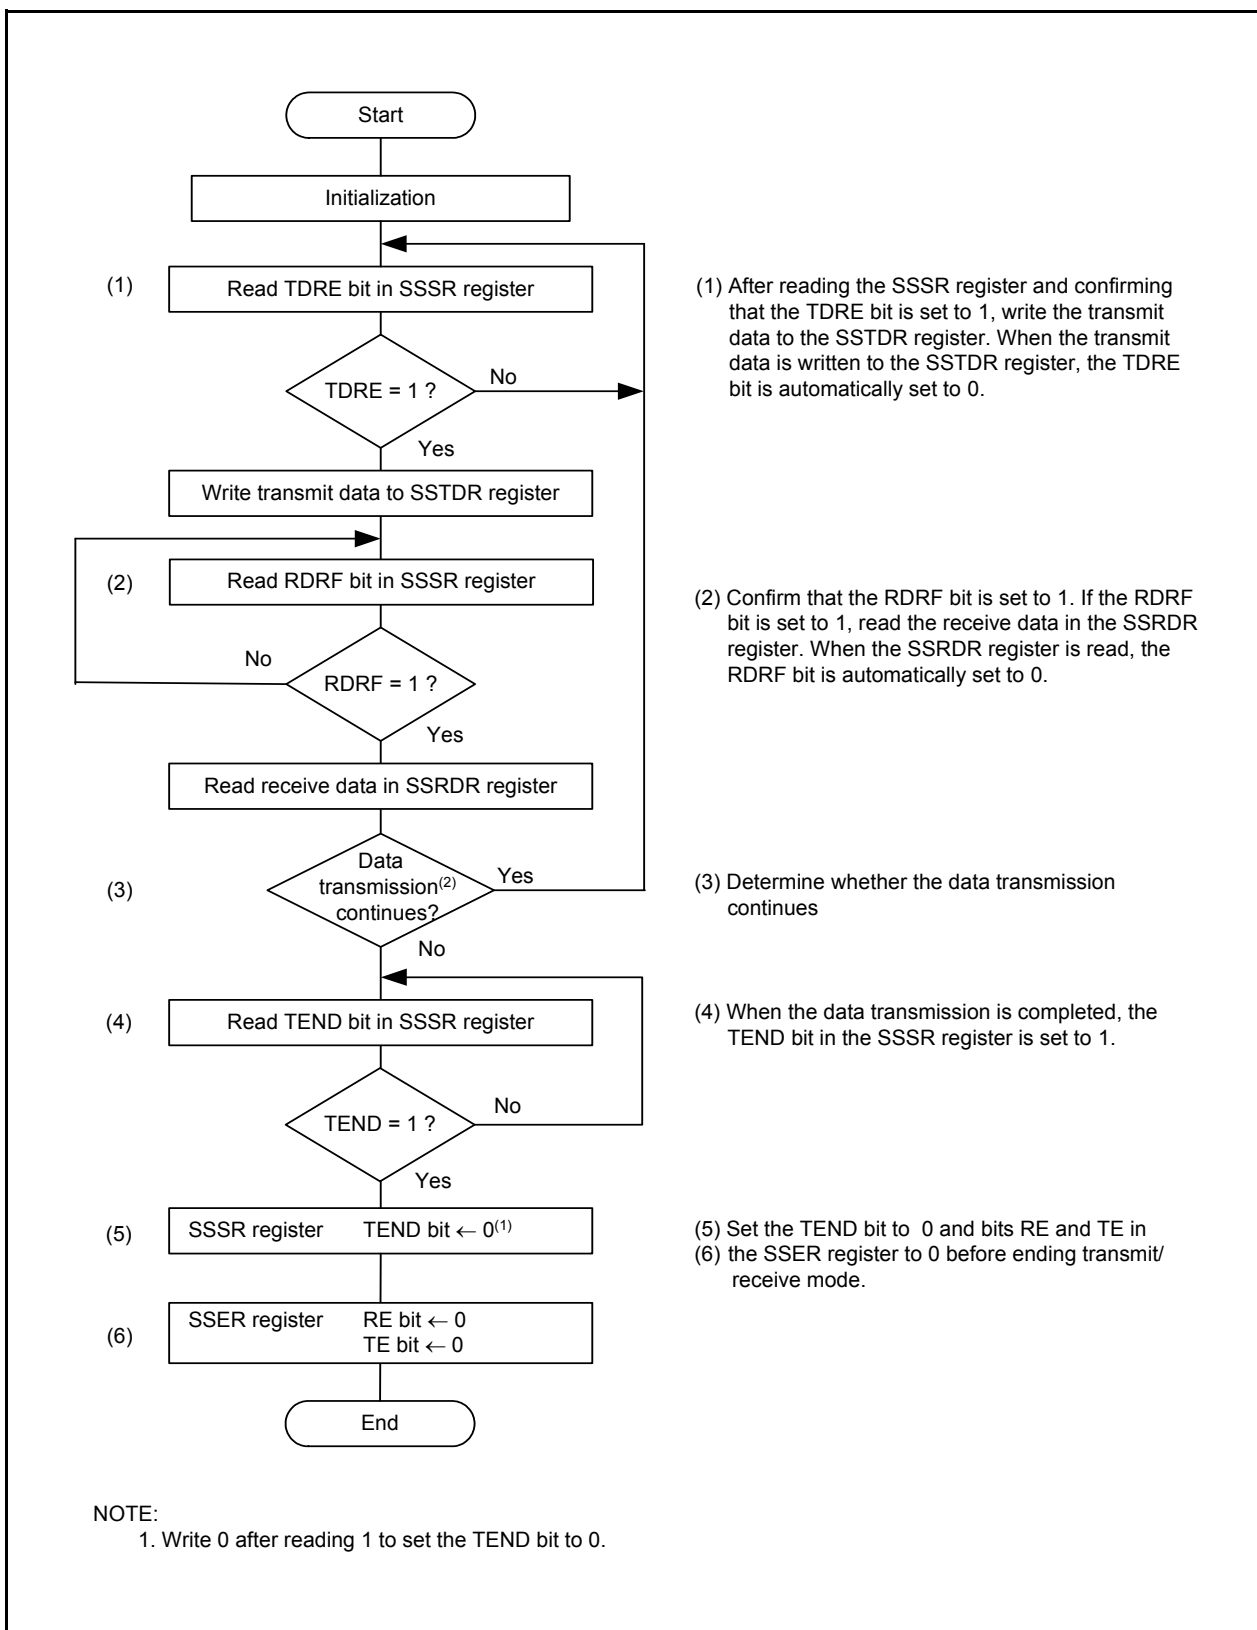 Start
Initialization
(1)
Read TDRE bit in SSSR register
TDRE = 1 ?
No
Yes
Write transmit data to SSTDR register
(2)
Read RDRF bit in SSSR register
No
RDRF = 1 ?
Yes
Read receive data in SSRDR register
(3)
Data
transmission(2)
continues?
Yes
No
(4)
Read TEND bit in SSSR register
TEND = 1 ?
No
Yes
(5)
SSSR register TEND bit ← 0(1)
(6)
SSER register RE bit ← 0
TE bit ← 0
End
(1) After reading the SSSR register and confirming
that the TDRE bit is set to 1, write the transmit
data to the SSTDR register. When the transmit
data is written to the SSTDR register, the TDRE
bit is automatically set to 0.
(2) Confirm that the RDRF bit is set to 1. If the RDRF
bit is set to 1, read the receive data in the SSRDR
register. When the SSRDR register is read, the
RDRF bit is automatically set to 0.
(3) Determine whether the data transmission
continues
(4) When the data transmission is completed, the
TEND bit in the SSSR register is set to 1.
(5) Set the TEND bit to 0 and bits RE and TE in
(6) the SSER register to 0 before ending transmit/
receive mode.
NOTE:
1. Write 0 after reading 1 to set the TEND bit to 0.